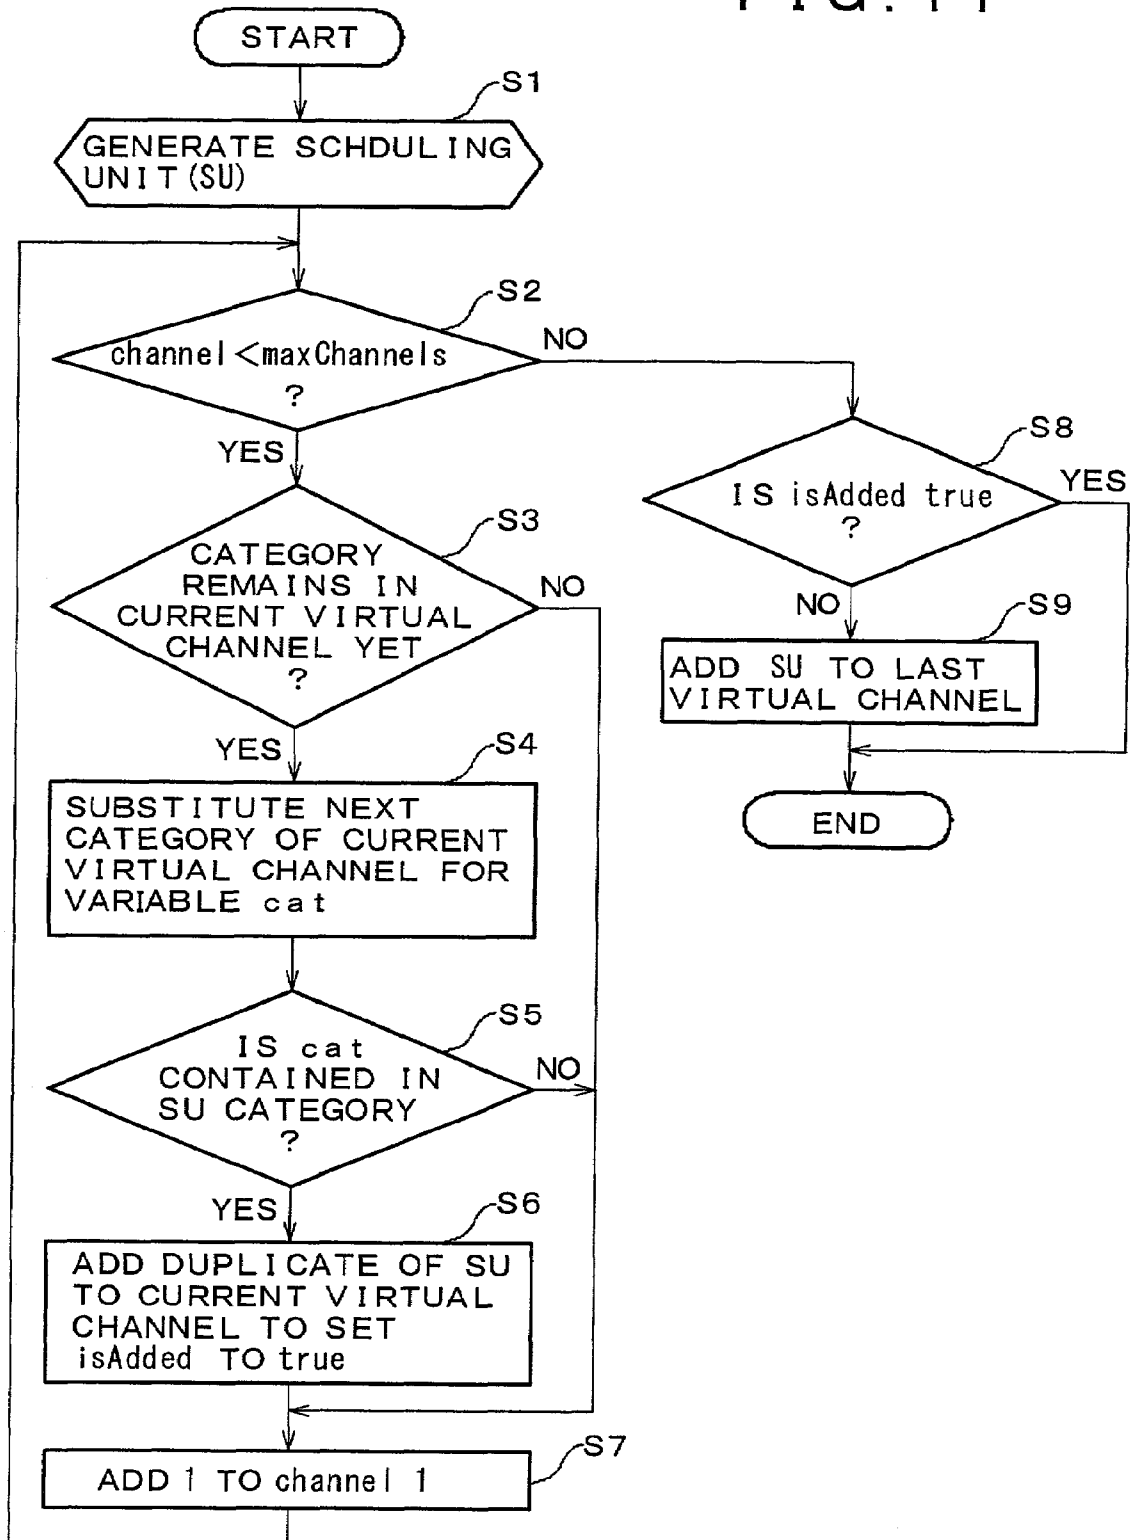 FIG. 11
START
S1
GENERATE SCHDULING
UNIT(SU)
S2
channel<maxChannels
?
NO
YES
S3
CATEGORY
REMAINS IN
CURRENT VIRTUAL
CHANNEL YET
?
NO
YES
S4
SUBSTITUTE NEXT
CATEGORY OF CURRENT
VIRTUAL CHANNEL FOR
VARIABLE cat
S5
IS cat
CONTAINED IN
SU CATEGORY
?
NO
YES
S6
ADD DUPLICATE OF SU
TO CURRENT VIRTUAL
CHANNEL TO SET
isAdded TO true
S7
ADD 1 TO channel 1
S8
IS isAdded true
?
YES
NO
S9
ADD SU TO LAST
VIRTUAL CHANNEL
END